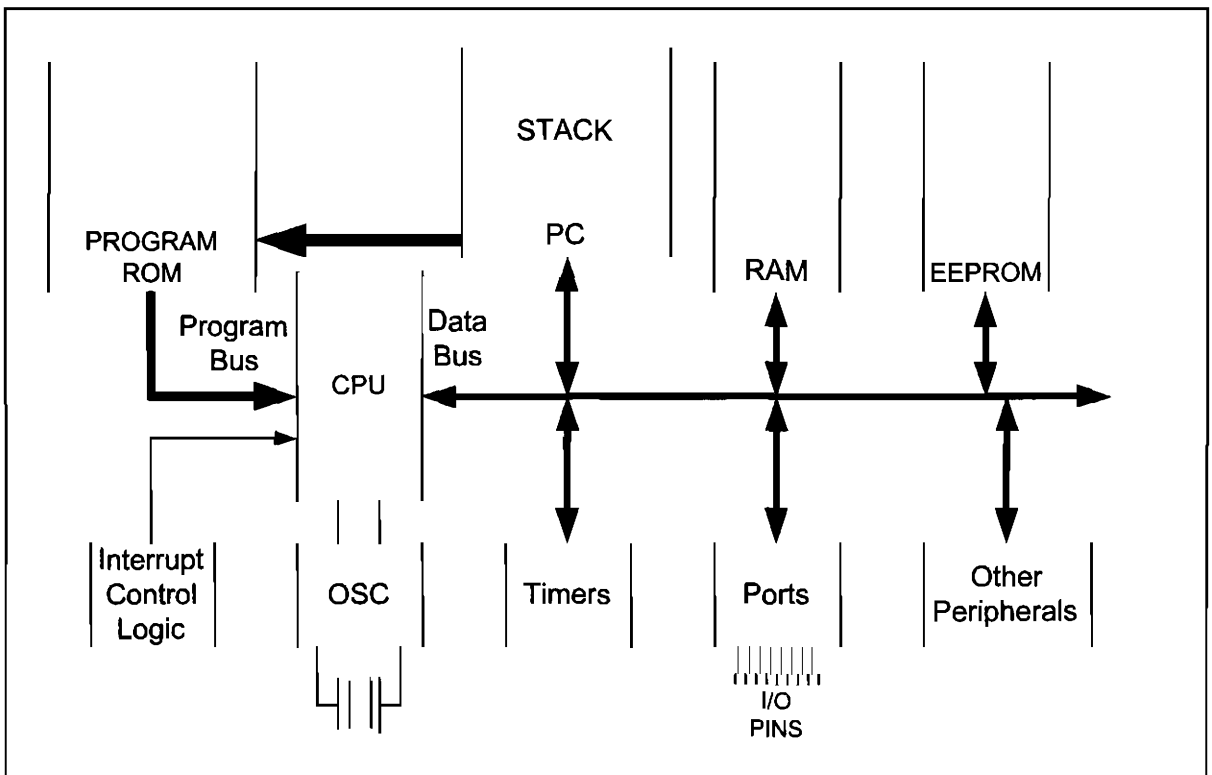 STACK
PROGRAM
ROM
PC
RAM
EEPROM
Program
Bus
CPU
Data
Bus
Interrupt
Control
Logic
OSC
Timers
Ports
Other
Peripherals
I/O
PINS